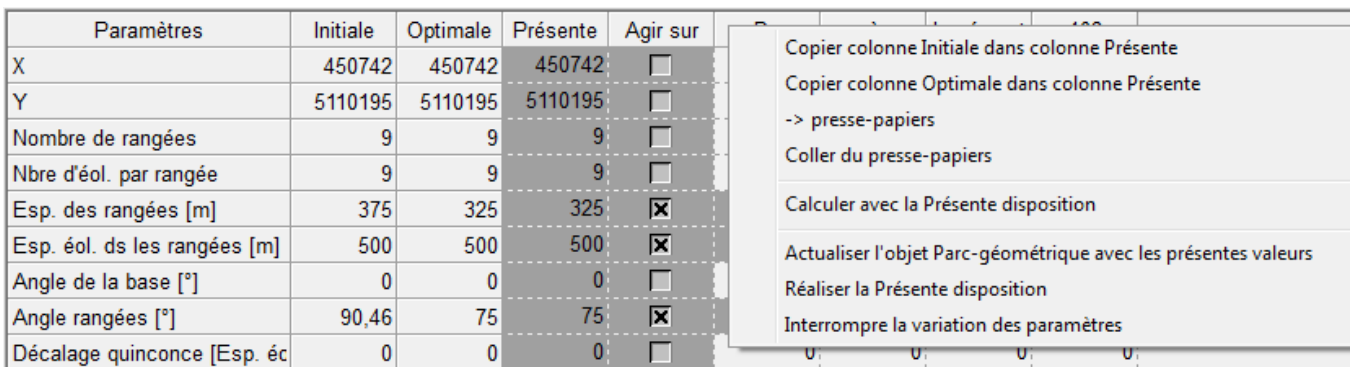 Paramètres Initiale Optimale Présente Agir sur
X 450742 450742 450742
Y 5110195 5110195 5110195
Nombre de rangées 9 9 9
Nbre d'éol. par rangée 9 9 9
Esp. des rangées [m] 375 325 325
Esp. éol. ds les rangées [m] 500 500 500
Angle de la base [°] 0 0 0
Angle rangées [°] 90,46 75 75
Décalage quinconce [Esp. éc 0 0 0 0 0 0 0
Copier colonne Initiale dans colonne Présente
Copier colonne Optimale dans colonne Présente
-> presse-papiers
Coller du presse-papiers
Calculer avec la Présente disposition
Actualiser l'objet Parc-géométrique avec les présentes valeurs
Réaliser la Présente disposition
Interrompre la variation des paramètres